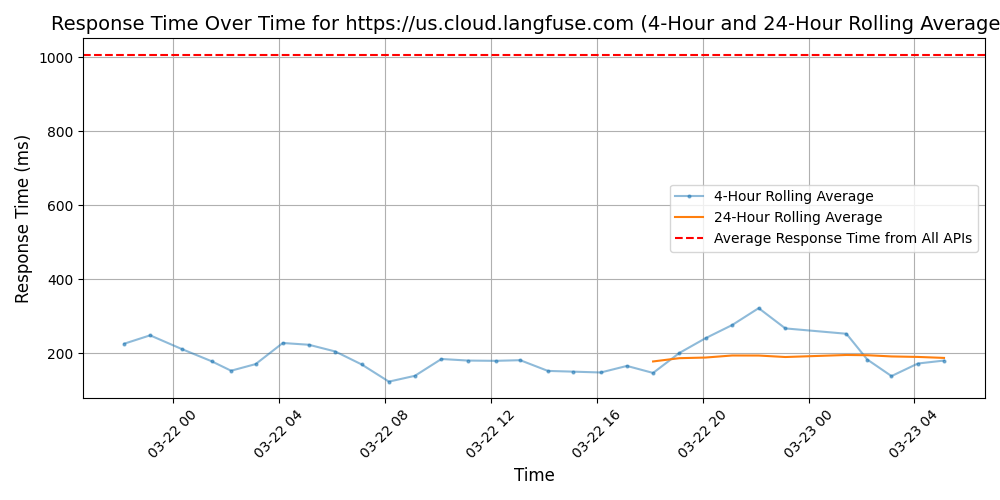 Response Time Over Time for https://us.cloud.langfuse.com (4-Hour and 24-Hour Rolling Average
1000
800
600
400
200
Response Time (ms)
4-Hour Rolling Average
24-Hour Rolling Average
Average Response Time from All APIs
03-22 00
03-22 04
03-22 08
03-22 12
03-22 16
03-22 20
03-23 00
03-23 04
Time